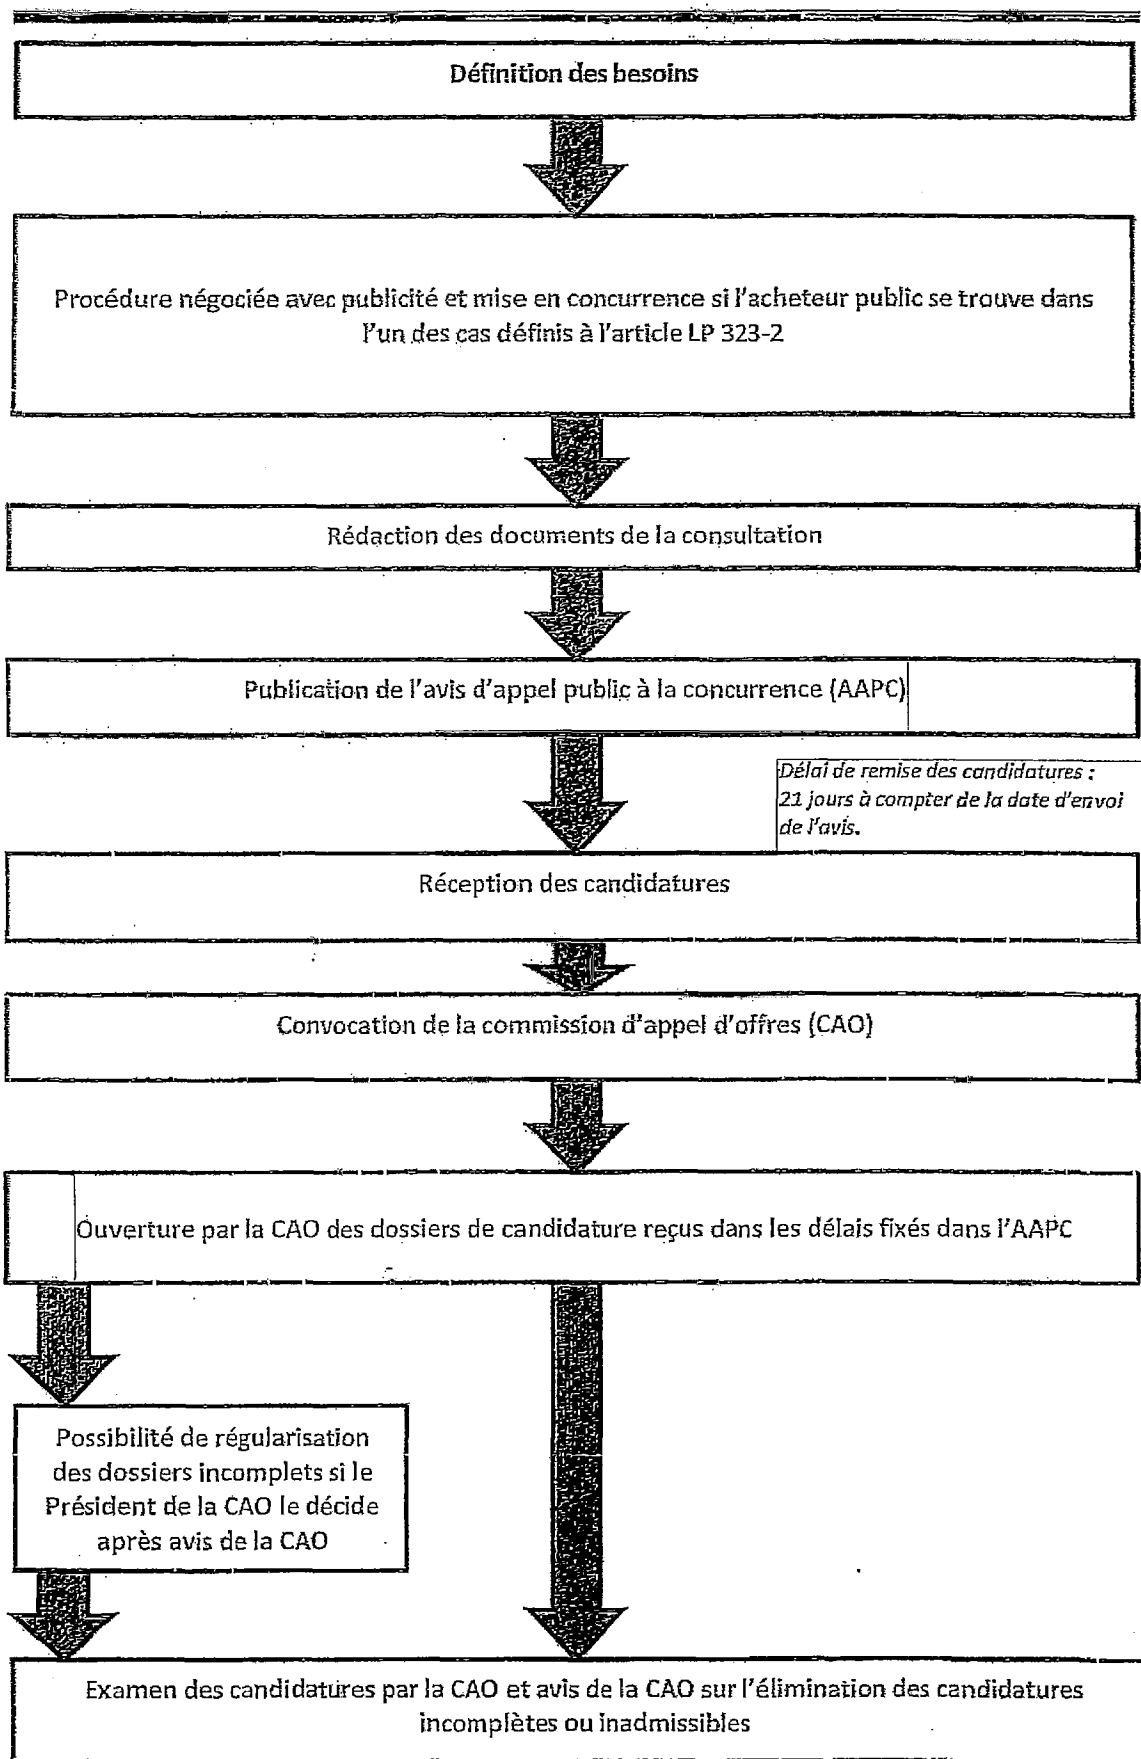 Définition des besoins
Procédure négociée avec publicité et mise en concurrence si l'acheteur public se trouve dans
l'un des cas définis à l'article LP 323-2
Rédaction des documents de la consultation
Publication de l'avis d'appel public à la concurrence (AAPC)
Délai de remise des candidatures :
21 jours à compter de la date d'envoi
de l'avis.
Réception des candidatures
Convocation de la commission d'appel d'offres (CAO)
Ouverture par la CAO des dossiers de candidature reçus dans les délais fixés dans l'AAPC
Possibilité de régularisation
des dossiers incomplets si le
Président de la CAO le décide
après avis de la CAO
Examen des candidatures par la CAO et avis de la CAO sur l'élimination des candidatures
incomplètes ou inadmissibles